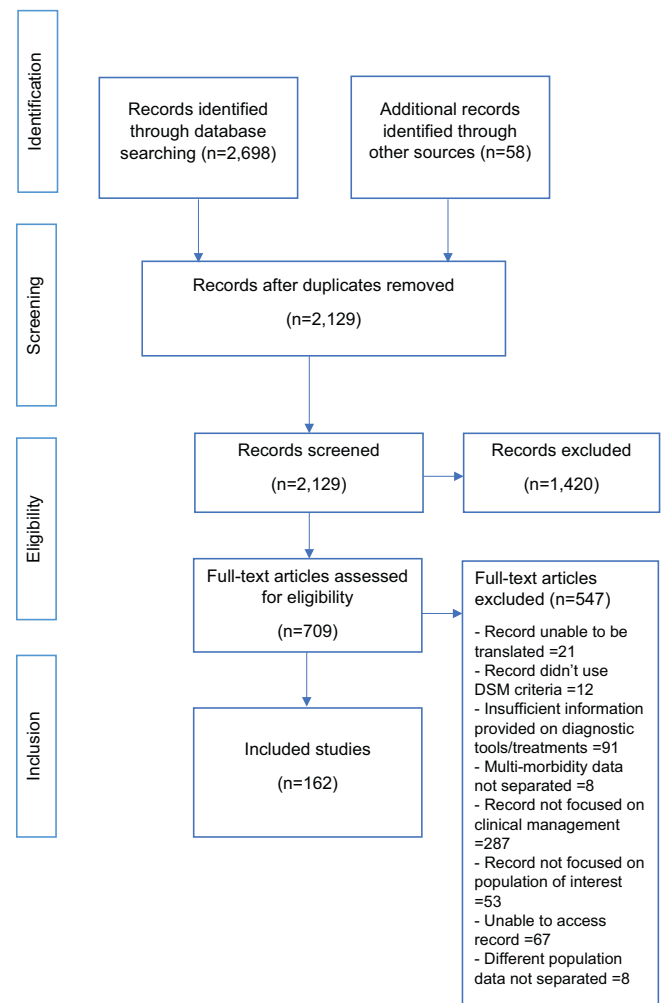 Identification
Records identified
through database
searching (n=2,698)
Additional records
identified through
other sources (n=58)
Screening
Records after duplicates removed
(n=2,129)
Eligibility
Records screened
(n=2,129)
Records excluded
(n=1,420)
Full-text articles assessed
for eligibility
(n=709)
Full-text articles
excluded (n=547)
- Record unable to be
translated =21
- Record didn't use
DSM criteria =12
- Insufficient information
provided on diagnostic
tools/treatments =91
- Multi-morbidity data
not separated =8
- Record not focused on
clinical management
=287
- Record not focused on
population of interest
=53
- Unable to access
record =67
- Different population
data not separated =8
Inclusion
Included studies
(n=162)